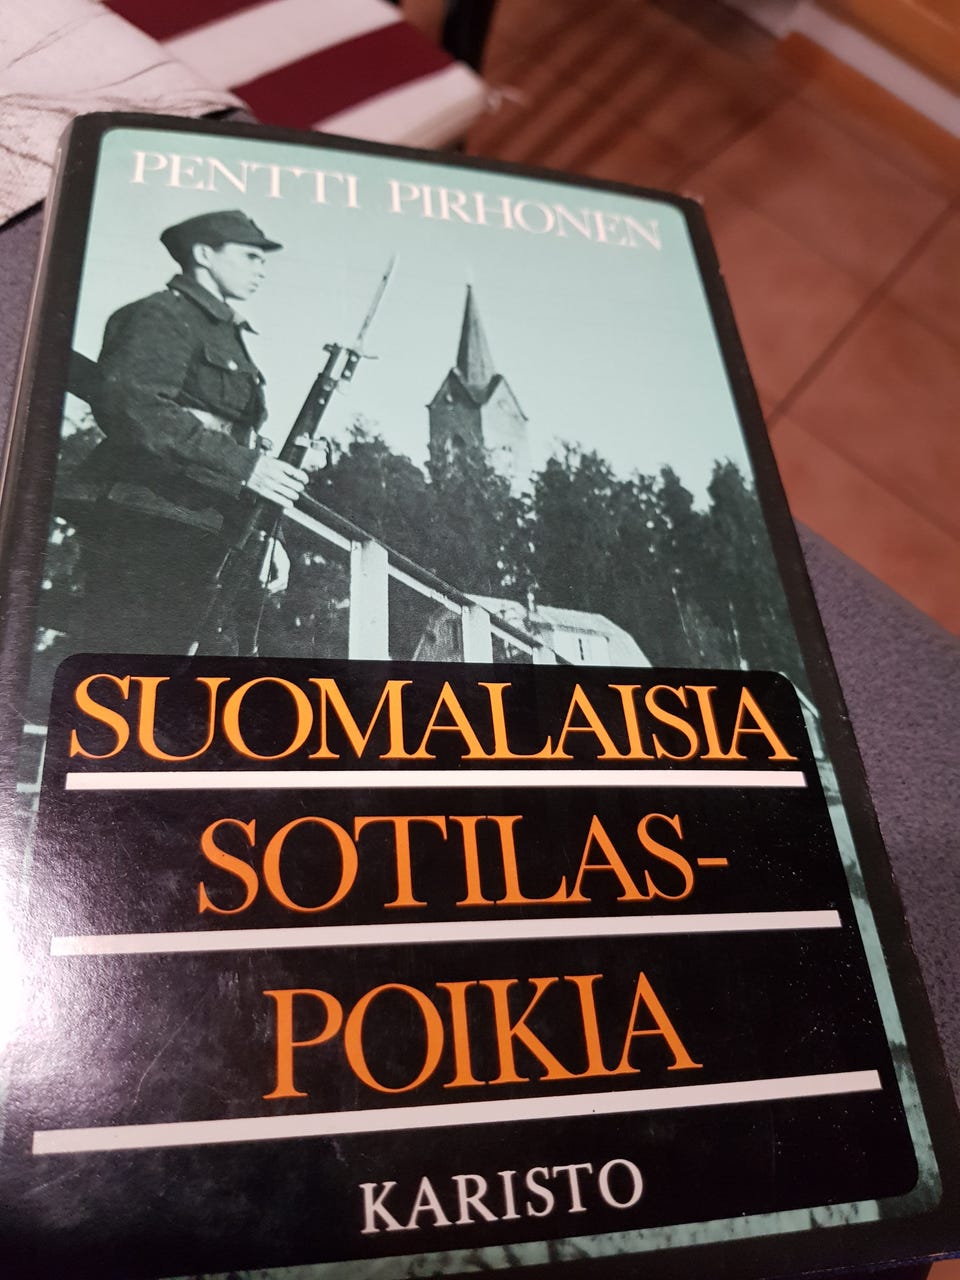 PENTTI PIRHONEN
SUOMALAISIA
SOTILAS-
POIKIA
KARISTO